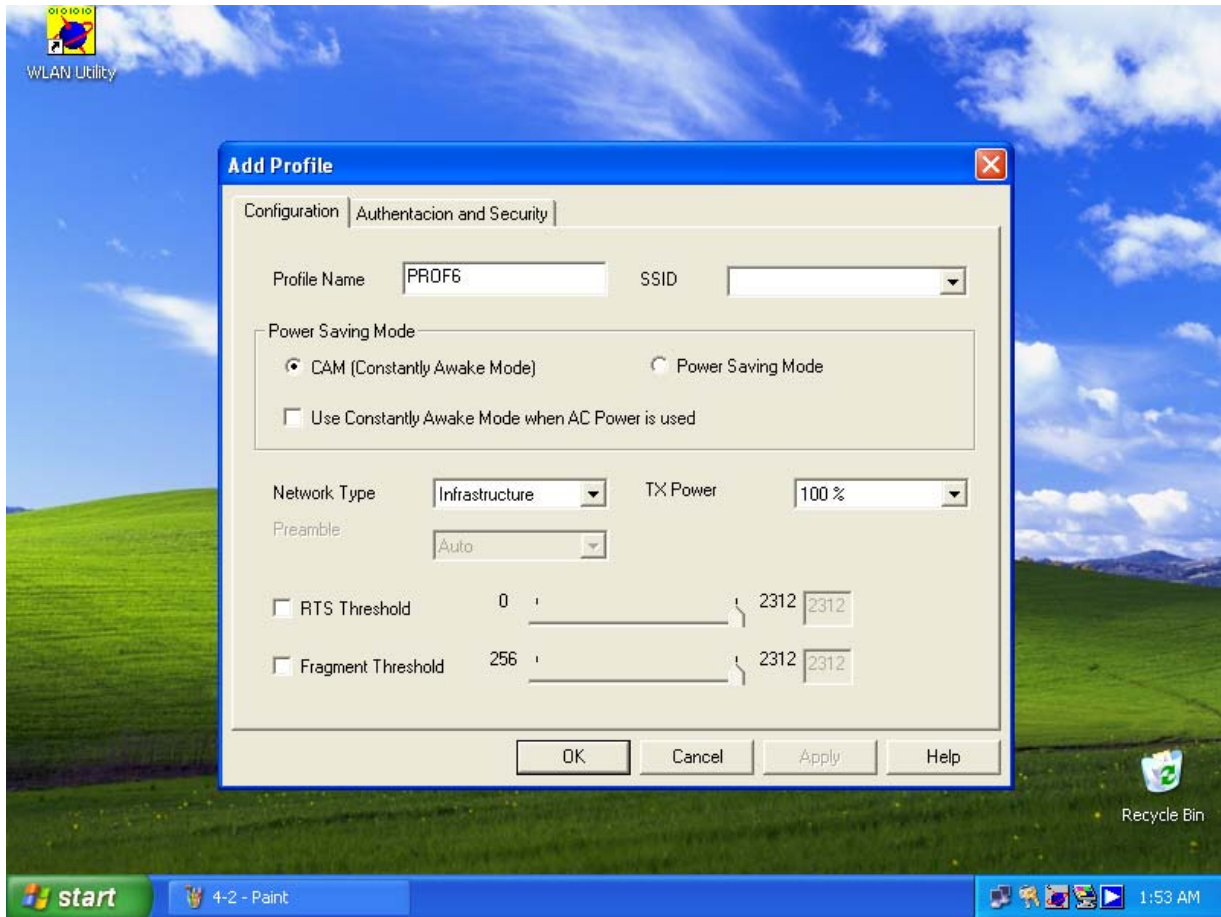 0101010
WLAN Utility
Add Profile
Configuration Authentacion and Security
Profile Name PROF6 SSID
Power Saving Mode
CAM (Constantly Awake Mode) Power Saving Mode
Use Constantly Awake Mode when AC Power is used
Network Type Infrastructure TX Power 100 %
Preamble Auto
RTS Threshold 0 2312 2312
Fragment Threshold 256 2312 2312
OK Cancel Apply Help
Recycle Bin
start 4-2 - Paint 1:53 AM